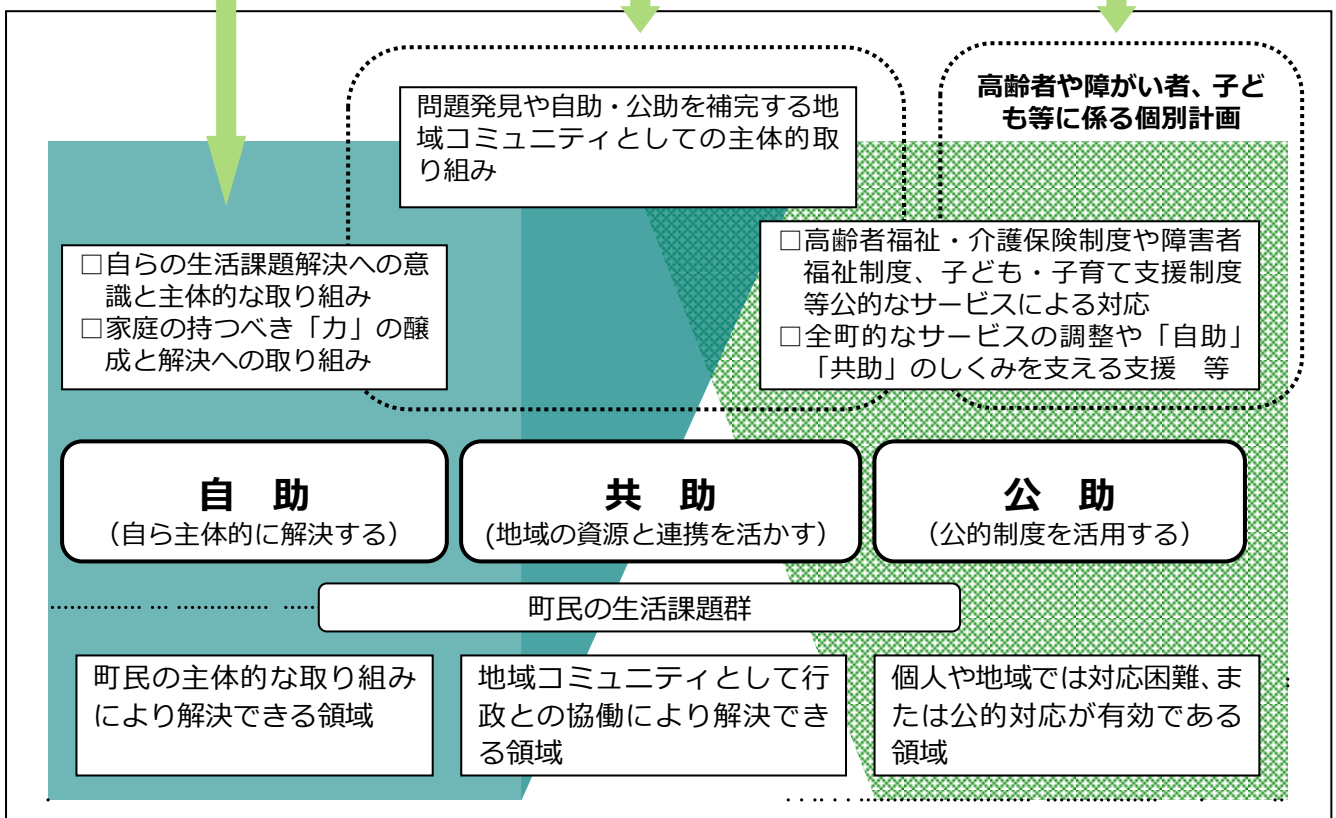 問題発見や自助・公助を補完する地
域コミュニティとしての主体的取
り組み
高齢者や障がい者、子ど
も等に係る個別計画
□自らの生活課題解決への意
識と主体的な取り組み
□家庭の持つべき「力」の醸
成と解決への取り組み
□高齢者福祉・介護保険制度や障害者
福祉制度、子ども・子育て支援制度
等公的なサービスによる対応
□全町的なサービスの調整や「自助」
「共助」のしくみを支える支援　等
自　助
（自ら主体的に解決する）
共　助
(地域の資源と連携を活かす）
公　助
（公的制度を活用する）
町民の生活課題群
町民の主体的な取り組み
により解決できる領域
地域コミュニティとして行
政との協働により解決でき
る領域
個人や地域では対応困難、ま
たは公的対応が有効である
領域